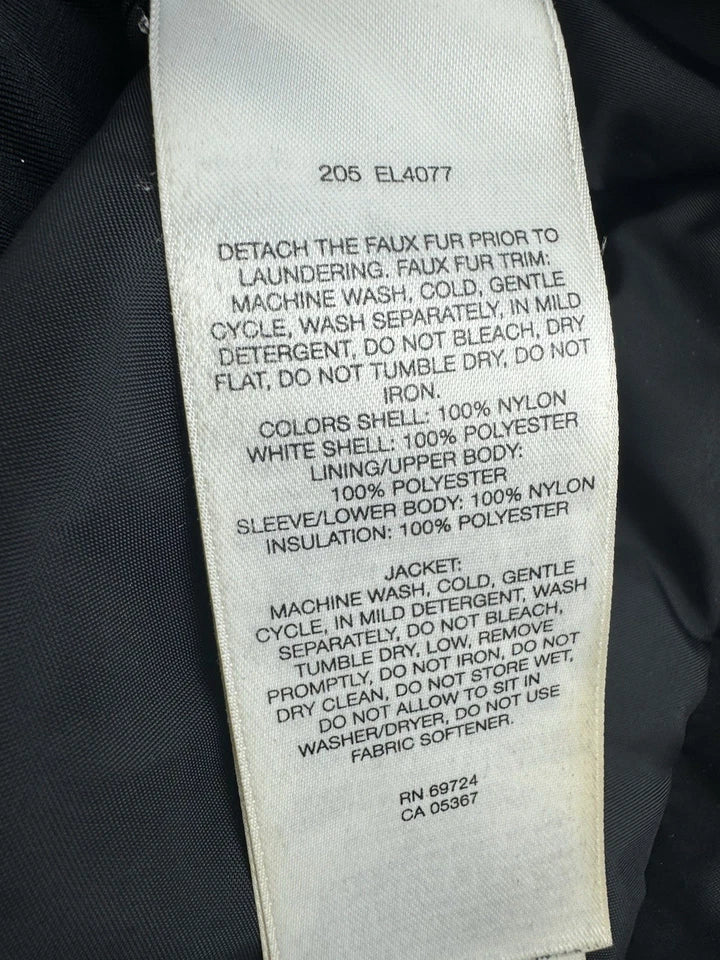 205 EL4077
DETACH THE FAUX FUR PRIOR TO
LAUNDERING. FAUX FUR TRIM:
MACHINE WASH, COLD, GENTLE
CYCLE, WASH SEPARATELY, IN MILD
DETERGENT, DO NOT BLEACH, DRY
FLAT, DO NOT TUMBLE DRY, DO NOT
IRON.
COLORS SHELL: 100% NYLON
WHITE SHELL: 100% POLYESTER
LINING/UPPER BODY:
100% POLYESTER
SLEEVE/LOWER BODY: 100% NYLON
INSULATION: 100% POLYESTER
JACKET:
MACHINE WASH, COLD, GENTLE
CYCLE, IN MILD DETERGENT, WASH
SEPARATELY, DO NOT BLEACH,
TUMBLE DRY, LOW, REMOVE
PROMPTLY, DO NOT IRON, DO NOT
DRY CLEAN, DO NOT STORE WET,
DO NOT ALLOW TO SIT IN
WASHER/DRYER, DO NOT USE
FABRIC SOFTENER.
RN 69724
CA 05367